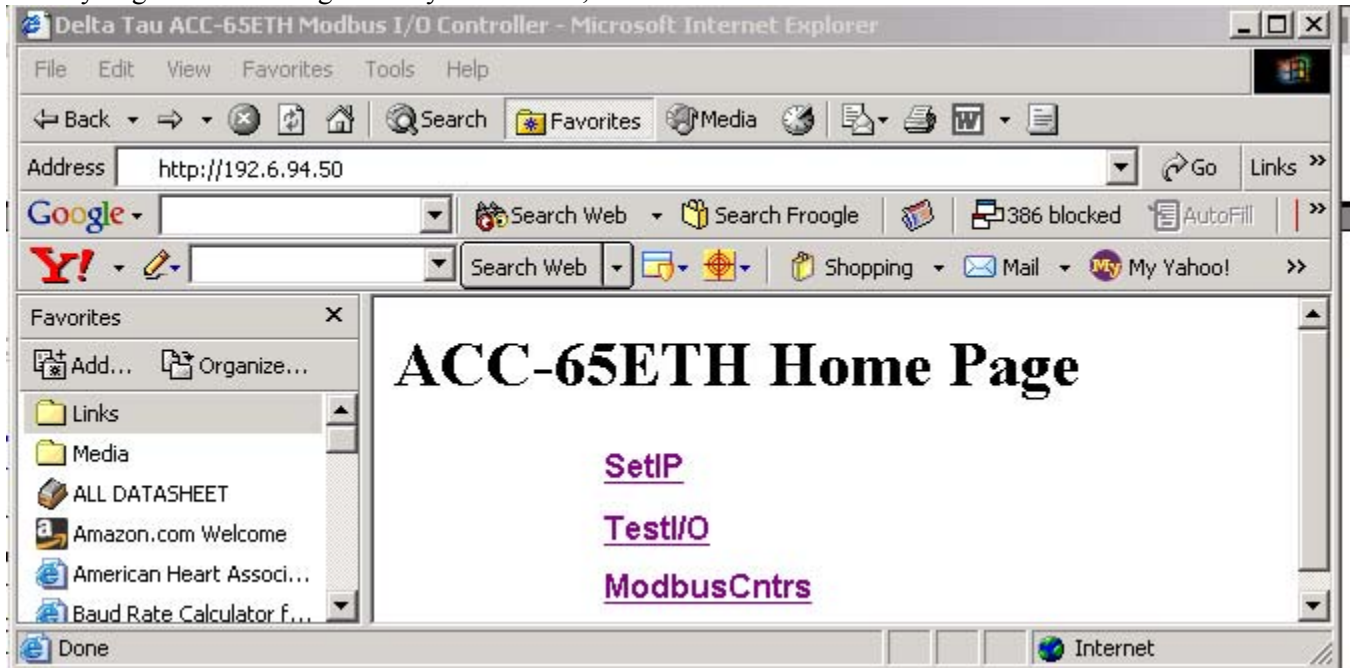 Delta Tau ACC-65ETH Modbus I/O Controller - Microsoft Internet Explorer
File Edit View Favorites Tools Help
Back Search Favorites Media
Address http://192.6.94.50 Go Links »
Google Search Web Search Froogle 386 blocked AutoFill »
Y! Search Web Shopping Mail My My Yahoo! »
Favorites x
Add... Organize...
Links
Media
ALL DATASHEET
Amazon.com Welcome
American Heart Associ...
Baud Rate Calculator f...
ACC-65ETH Home Page
SetIP
TestI/O
ModbusCntrs
Done Internet